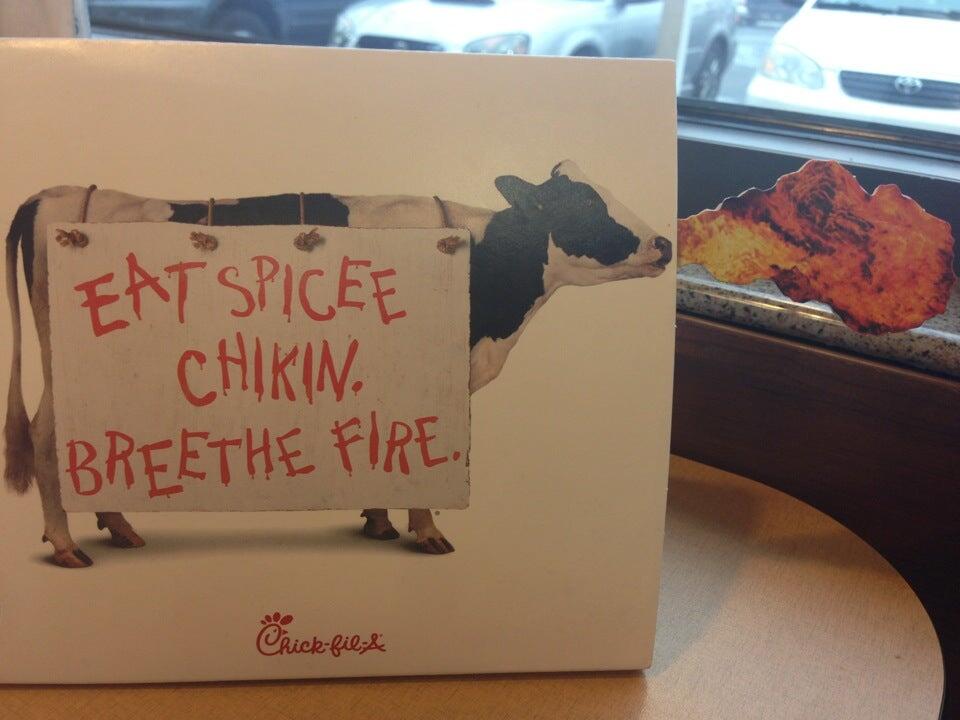 EAT SPICEE
CHIKIN.
BREETHE FIRE.
Chick-fil-A